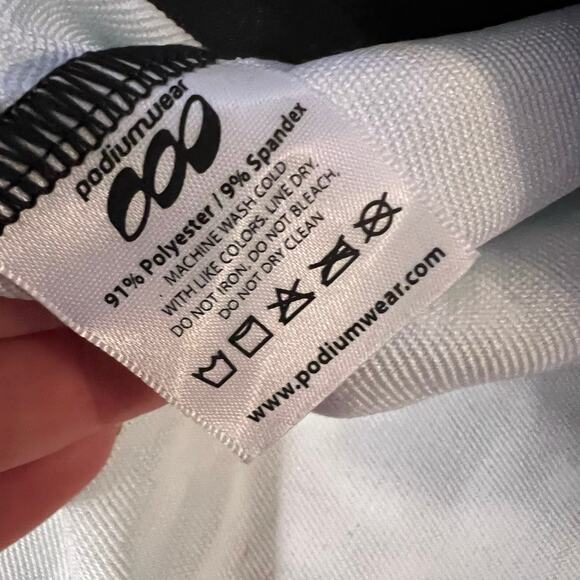 podiumwear
91% Polyester / 9% Spandex
MACHINE WASH COLD
WITH LIKE COLORS. LINE DRY.
DO NOT IRON. DO NOT BLEACH.
DO NOT DRY CLEAN
www.podiumwear.com